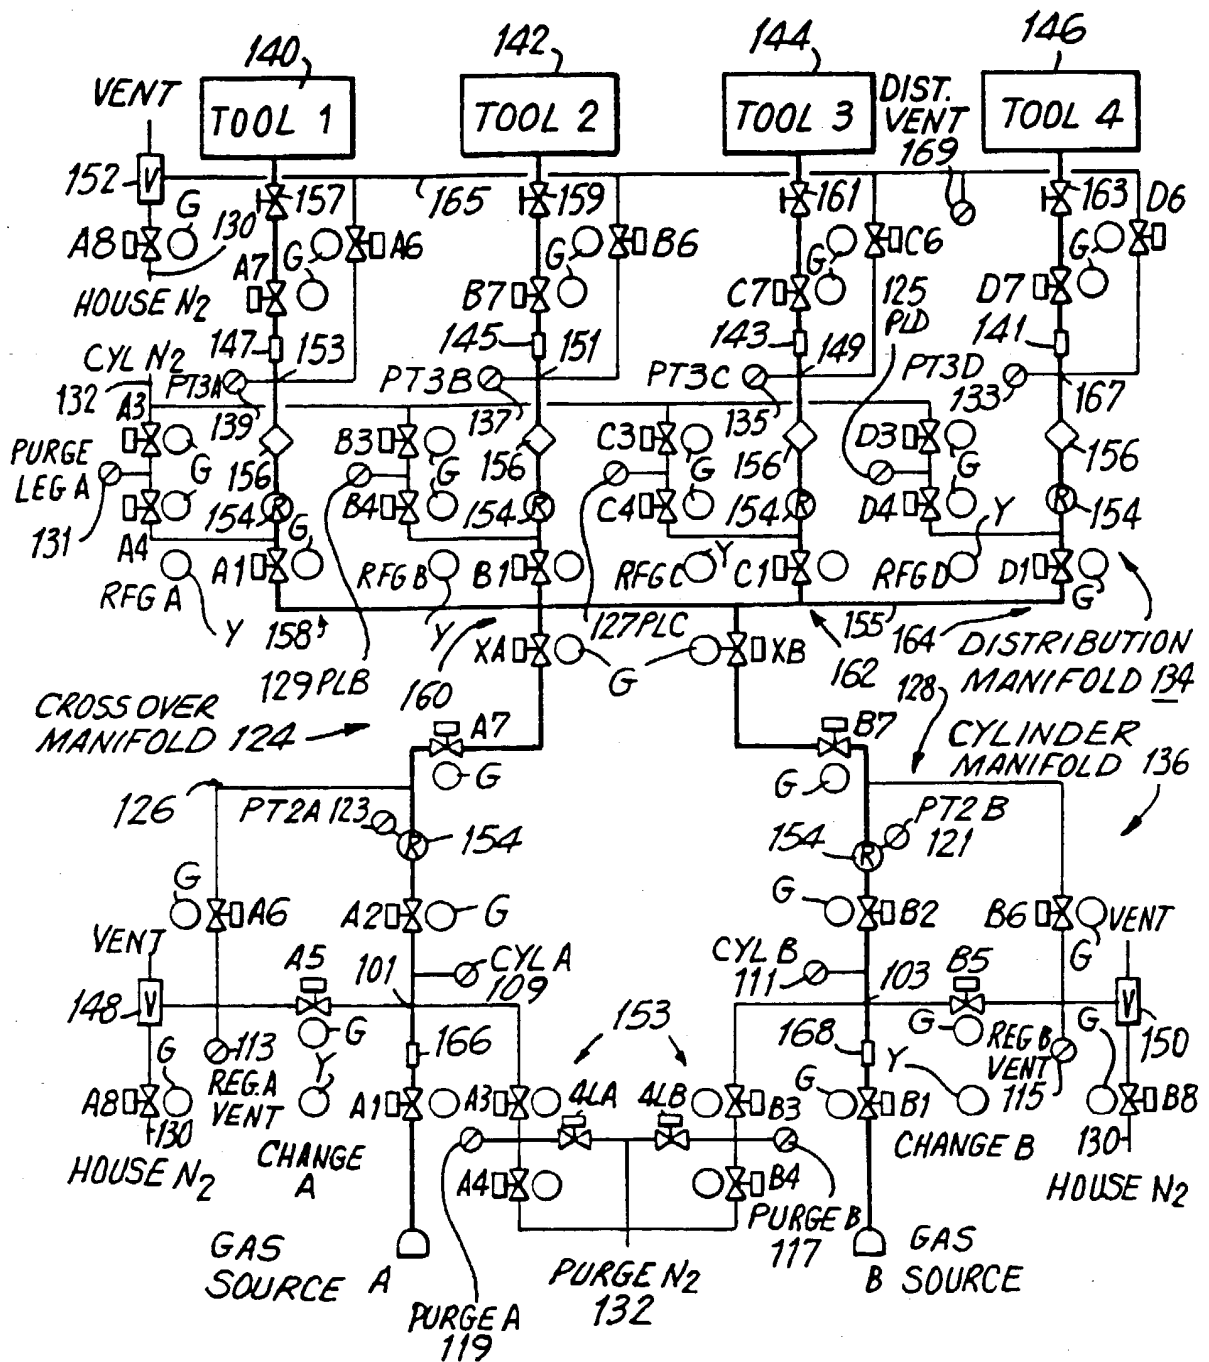 140
142
144
146
VENT
TOOL 1
TOOL 2
TOOL 3
DIST.
VENT
169
TOOL 4
152
V
157
165
159
161
163
D6
G
130
A8
A7
G
A6
B7
G
B6
C7
G
C6
125
PLD
D7
G
HOUSE N2
147
153
145
151
143
149
141
CYL N2
132
PT3A
139
PT3B
137
PT3C
135
PT3D
133
167
A3
G
156
B3
G
156
C3
G
156
D3
G
156
PURGE
LEG A
131
A4
G
154
R
B4
154
R
C4
154
R
D4
Y
R
154
RFG A
Y
A1
G
RFG B
Y
B1
RFG C
Y
C1
RFG D
D1
G
158
129 PLB
160
XA
G
127 PLC
XB
162
155
164
DISTRIBUTION
MANIFOLD 134
CROSSOVER
MANIFOLD 124
A7
G
B7
G
128
CYLINDER
MANIFOLD 136
126
PT2A 123
R
154
154
R
PT2 B
121
G
A6
A2
G
G
B2
B6
G
VENT
VENT
148
V
A5
G
101
CYL A
109
CYL B
111
103
B5
G
V
150
113
REG. A
VENT
Y
166
153
168
Y
REG B
VENT
115
G
A8
G
130
HOUSE N2
CHANGE
A
A1
A3
4LA
4LB
B3
G
B1
CHANGE B
B8
130
HOUSE N2
A4
B4
GAS
SOURCE A
PURGE A
119
PURGE N2
132
PURGE B
117
GAS
B SOURCE